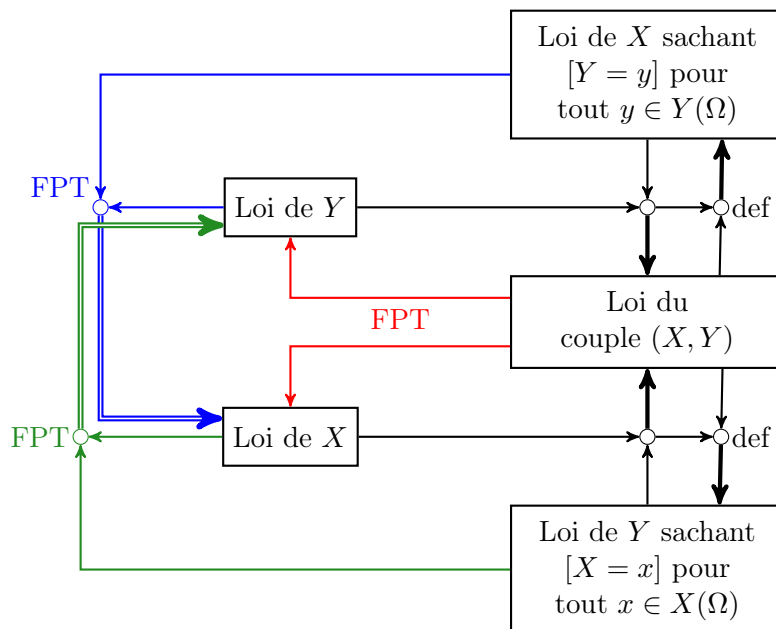 Loi de X sachant
[Y = y] pour
tout y ∈ Y(Ω)
FPT
Loi de Y
def
Loi du
couple (X, Y)
FPT
FPT
Loi de X
def
Loi de Y sachant
[X = x] pour
tout x ∈ X(Ω)